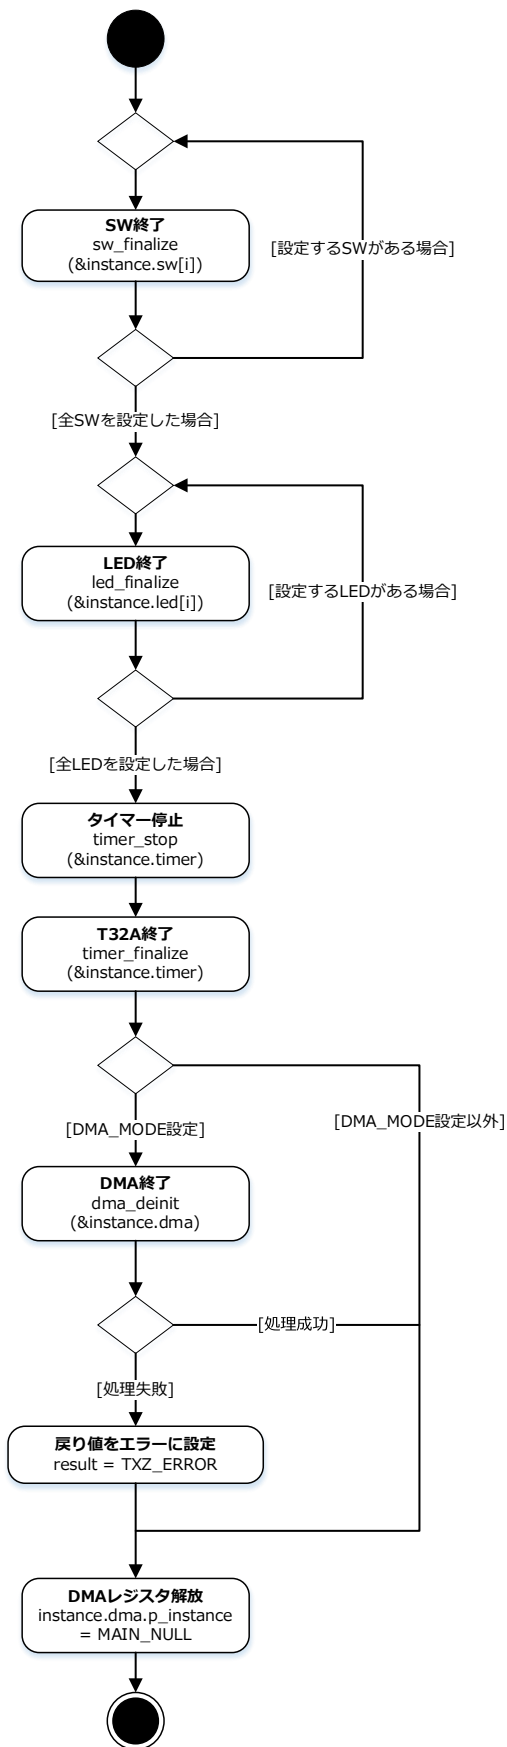 SW終了
sw_finalize
(&instance.sw[i])
[設定するSWがある場合]
[全SWを設定した場合]
LED終了
led_finalize
(&instance.led[i])
[設定するLEDがある場合]
[全LEDを設定した場合]
タイマー停止
timer_stop
(&instance.timer)
T32A終了
timer_finalize
(&instance.timer)
[DMA_MODE設定]
[DMA_MODE設定以外]
DMA終了
dma_deinit
(&instance.dma)
[処理成功]
[処理失敗]
戻り値をエラーに設定
result = TXZ_ERROR
DMAレジスタ解放
instance.dma.p_instance
= MAIN_NULL